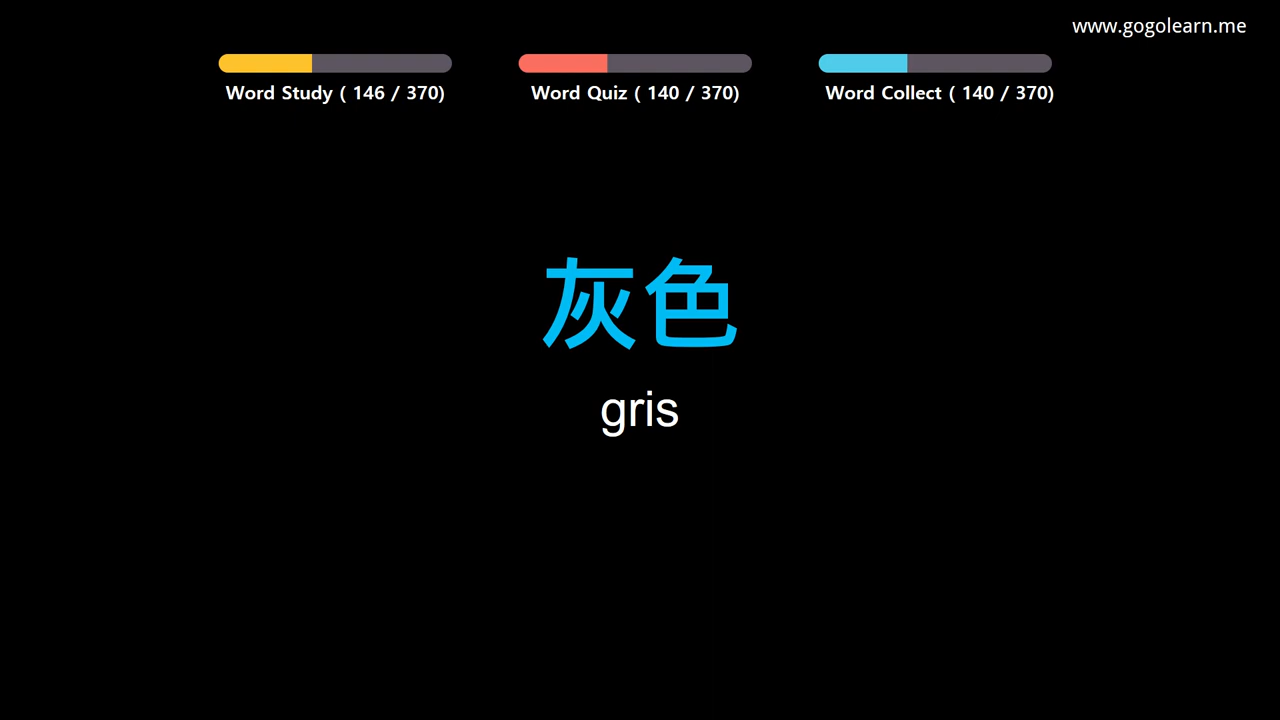 www.gogolearn.me
Word Study ( 146 / 370)
Word Quiz ( 140 / 370)
Word Collect ( 140 / 370)
灰色
gris